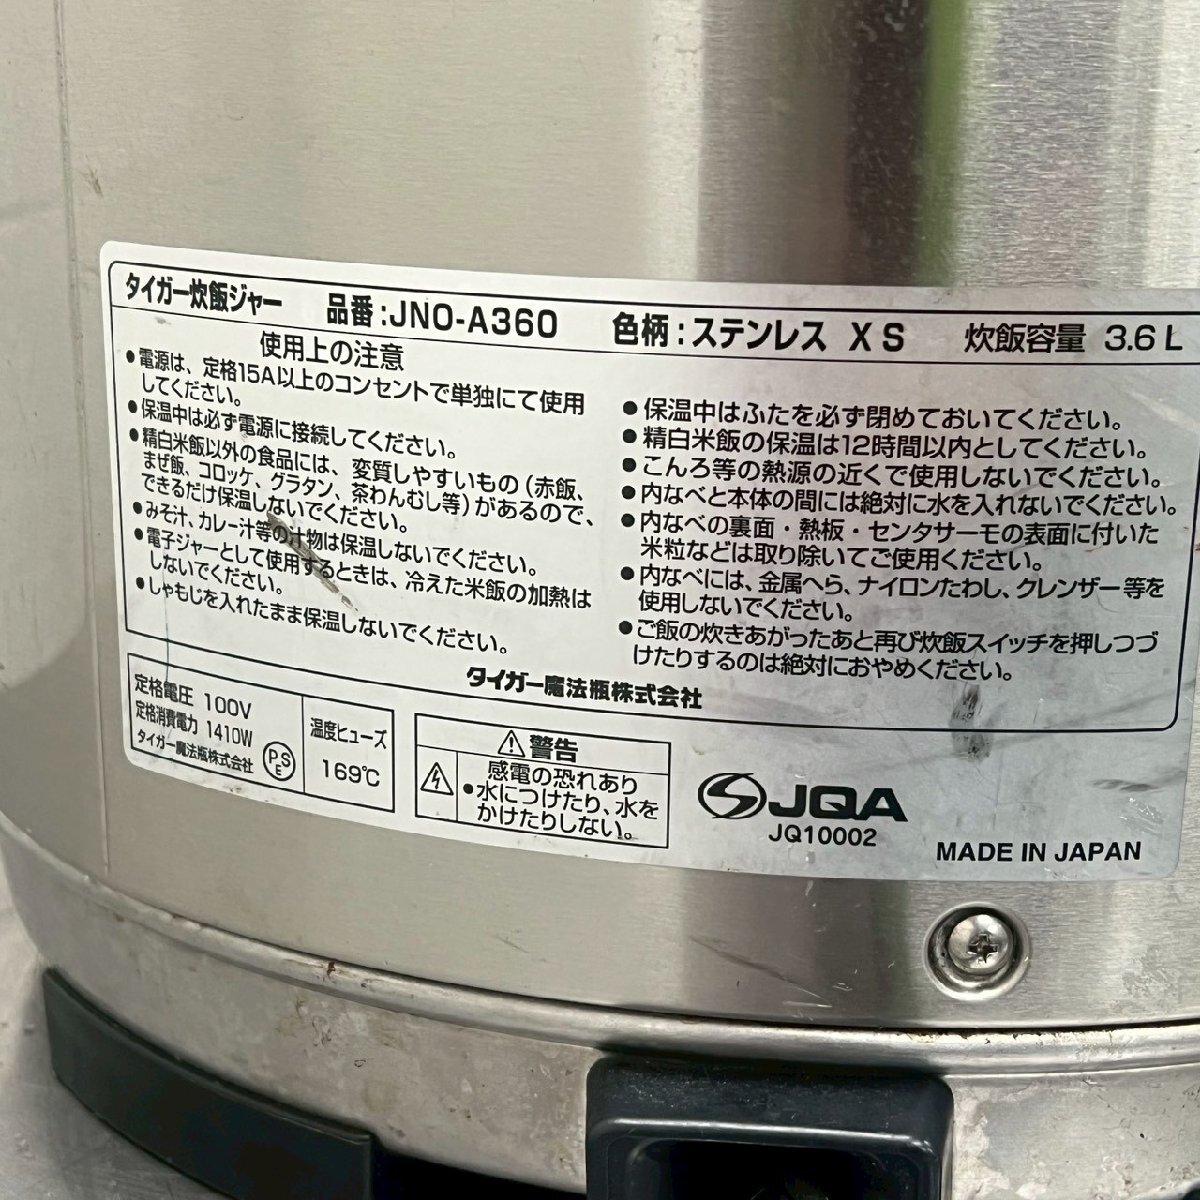 タイガー炊飯ジャー 品番:JNO-A360 色柄:ステンレス XS 炊飯容量 3.6L
使用上の注意
●電源は、定格15A以上のコンセントで単独にて使用
してください。
●保温中は必ず電源に接続してください。
●精白米飯以外の食品には、変質しやすいもの(赤飯、
まぜ飯、コロッケ、グラタン、茶わんむし等)があるので、
できるだけ保温しないでください。
●みそ汁、カレー汁等の汁物は保温しないでください。
●電子ジャーとして使用するときは、冷えた米飯の加熱は
しないでください。
●しゃもじを入れたまま保温しないでください。
●保温中はふたを必ず閉めておいてください。
●精白米飯の保温は12時間以内としてください。
●こんろ等の熱源の近くで使用しないでください。
●内なべと本体の間には絶対に水を入れないでください。
●内なべの裏面・熱板・センタサーモの表面に付いた
米粒などは取り除いてご使用ください。
●内なべには、金属へら、ナイロンたわし、クレンザー等を
使用しないでください。
●ご飯の炊きあがったあと再び炊飯スイッチを押しつづ
けたりするのは絶対におやめください。
タイガー魔法瓶株式会社
定格電圧 100V
定格消費電力 1410W
タイガー魔法瓶株式会社
PSE
温度ヒューズ
169℃
警告
感電の恐れあり
●水につけたり、水を
かけたりしない。
JQA
JQ10002
MADE IN JAPAN